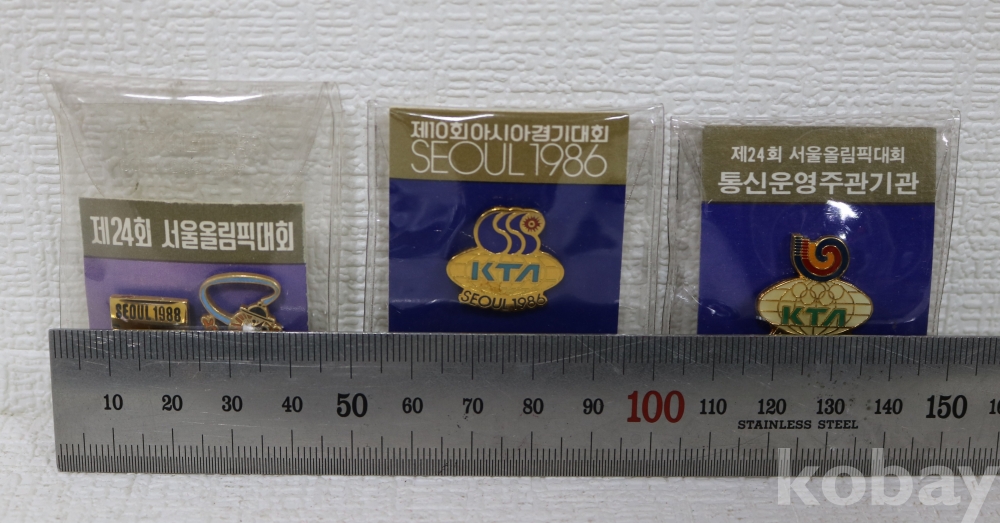 제24회 서울올림픽대회
SEOUL 1988
제10회아시아경기대회
SEOUL1986
KTA
SEOUL 1986
제24회 서울올림픽대회
통신운영주관기관
KTA
10 20 30 40 50 60 70 80 90 100 110 120 130 140 150
STAINLESS STEEL
kobay